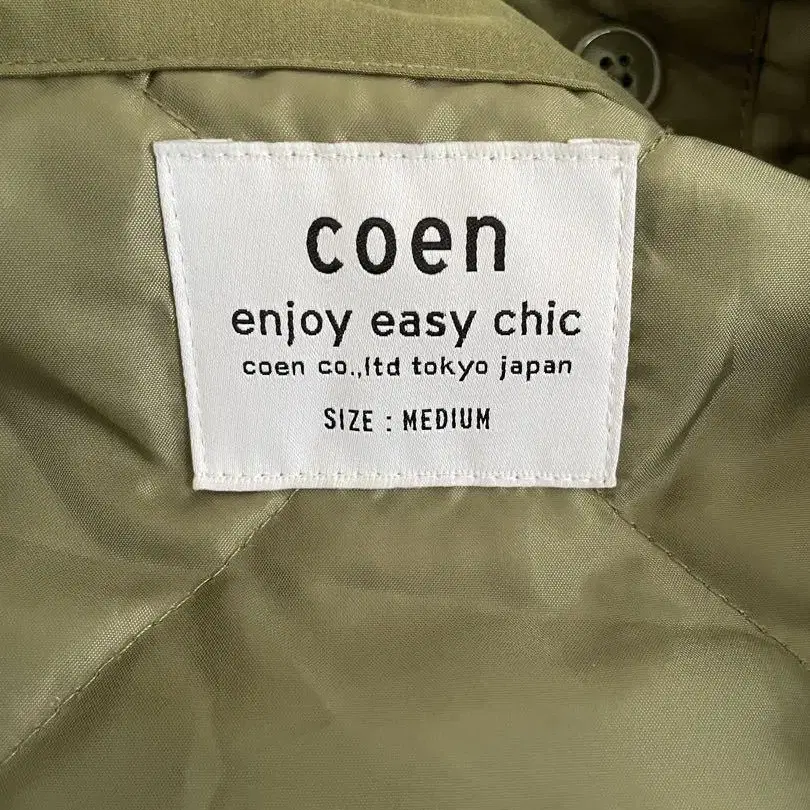 coen
enjoy easy chic
coen co.,ltd tokyo japan
SIZE : MEDIUM